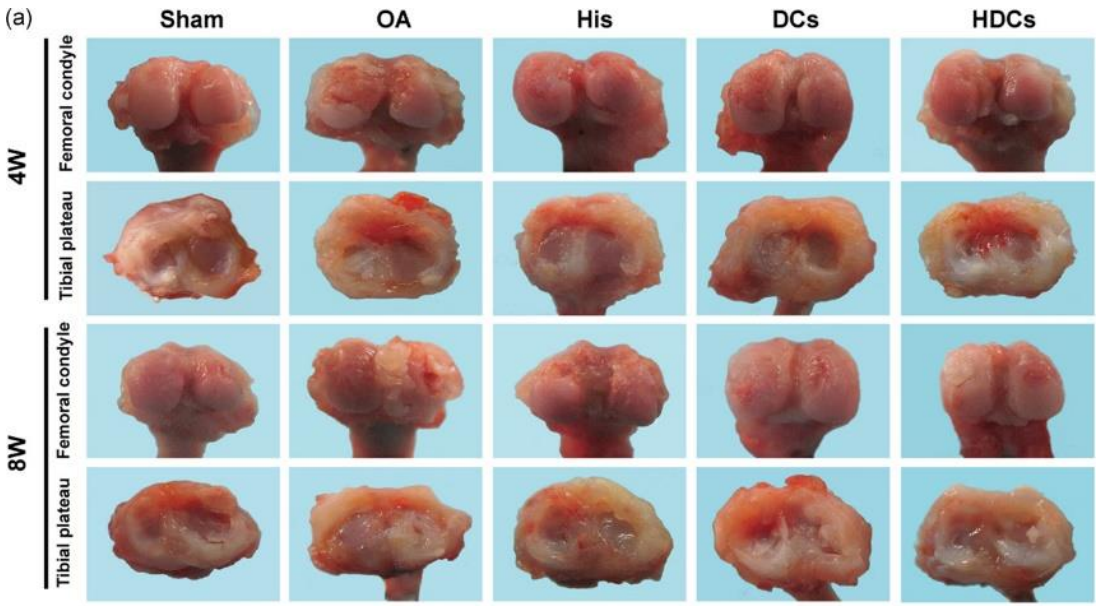 (a)
Sham OA His DCs HDCs
4W
Femoral condyle
Tibial plateau
8W
Femoral condyle
Tibial plateau